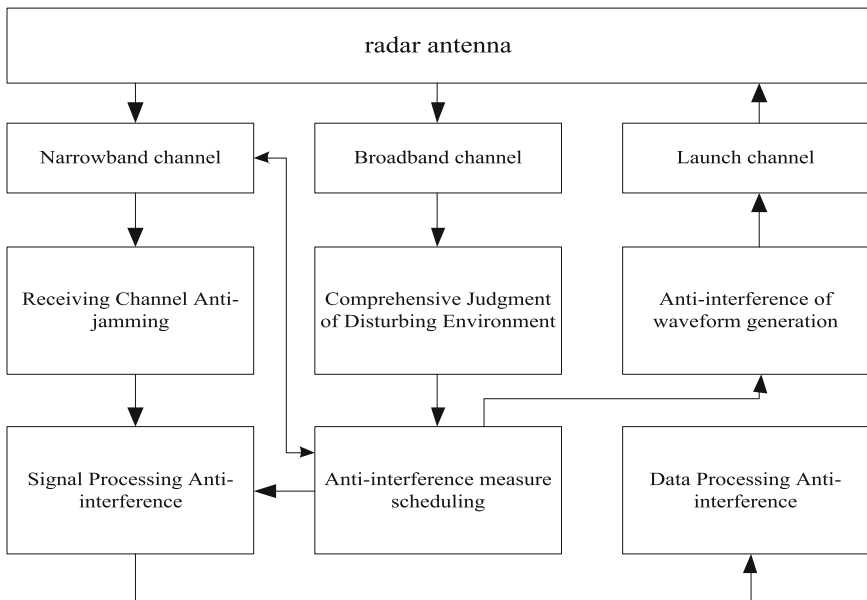 radar antenna
Narrowband channel
Broadband channel
Launch channel
Receiving Channel Anti-
jamming
Comprehensive Judgment
of Disturbing Environment
Anti-interference of
waveform generation
Signal Processing Anti-
interference
Anti-interference measure
scheduling
Data Processing Anti-
interference